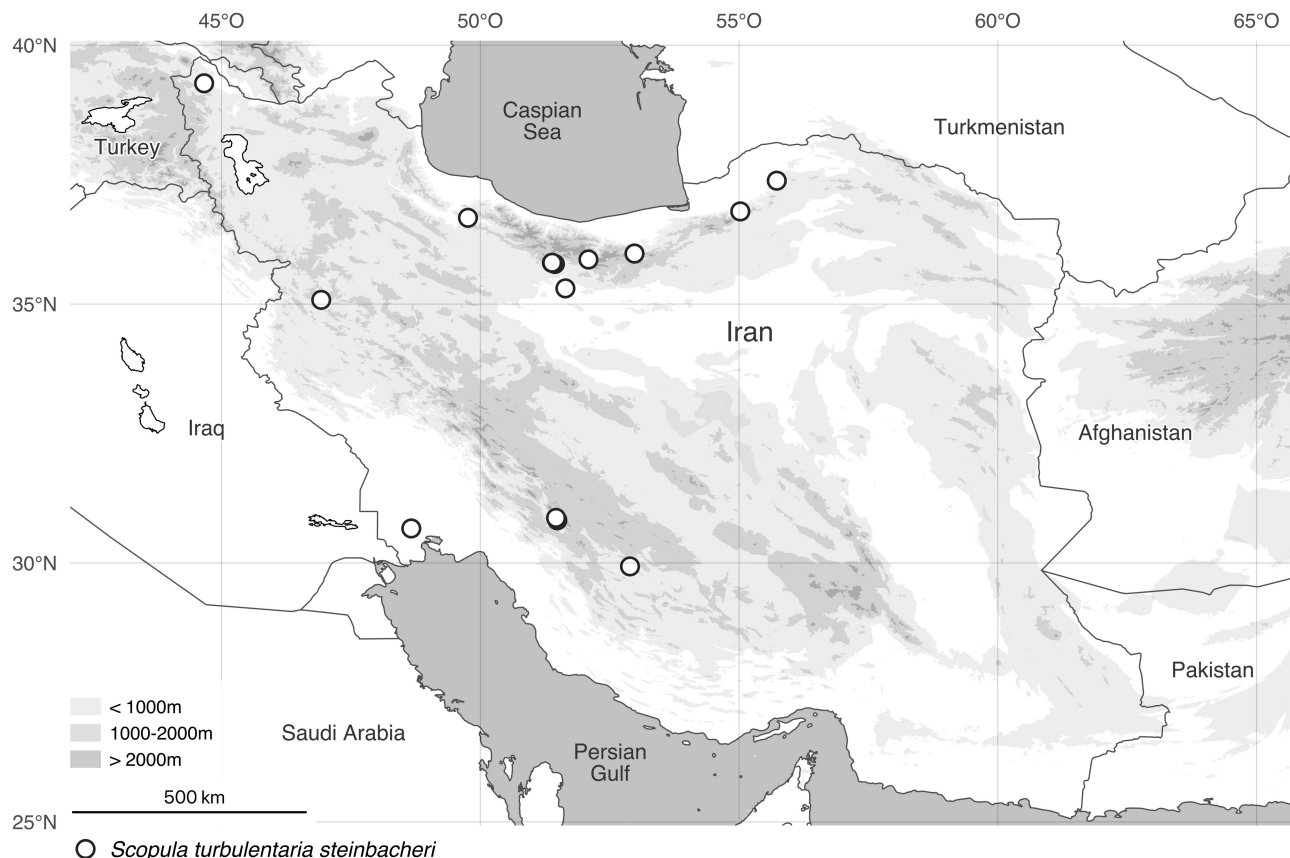 45°O 50°O 55°O 60°O 65°O
40°N
Caspian
Sea
Turkmenistan
Turkey
35°N
Iran
Iraq
Afghanistan
30°N
Pakistan
< 1000m
1000-2000m
> 2000m
Saudi Arabia
Persian
Gulf
500 km
25°N
Scopula turbulentaria steinbacheri